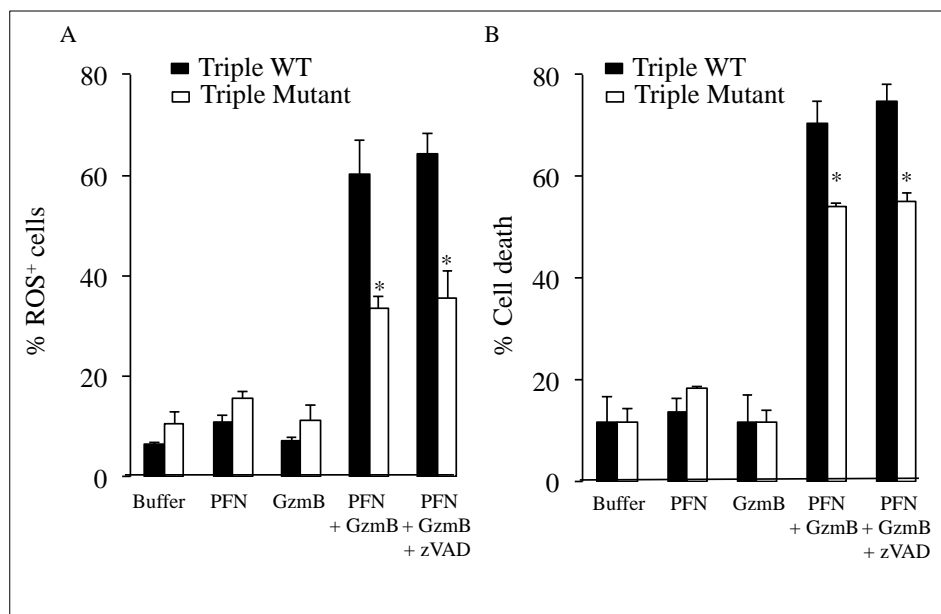 A
Triple WT
Triple Mutant
80
60
40
20
0
% ROS+ cells
*
*
Buffer
PFN
GzmB
PFN
+ GzmB
PFN
+ GzmB
+ zVAD
B
Triple WT
Triple Mutant
80
60
40
20
0
% Cell death
*
*
Buffer
PFN
GzmB
PFN
+ GzmB
PFN
+ GzmB
+ zVAD